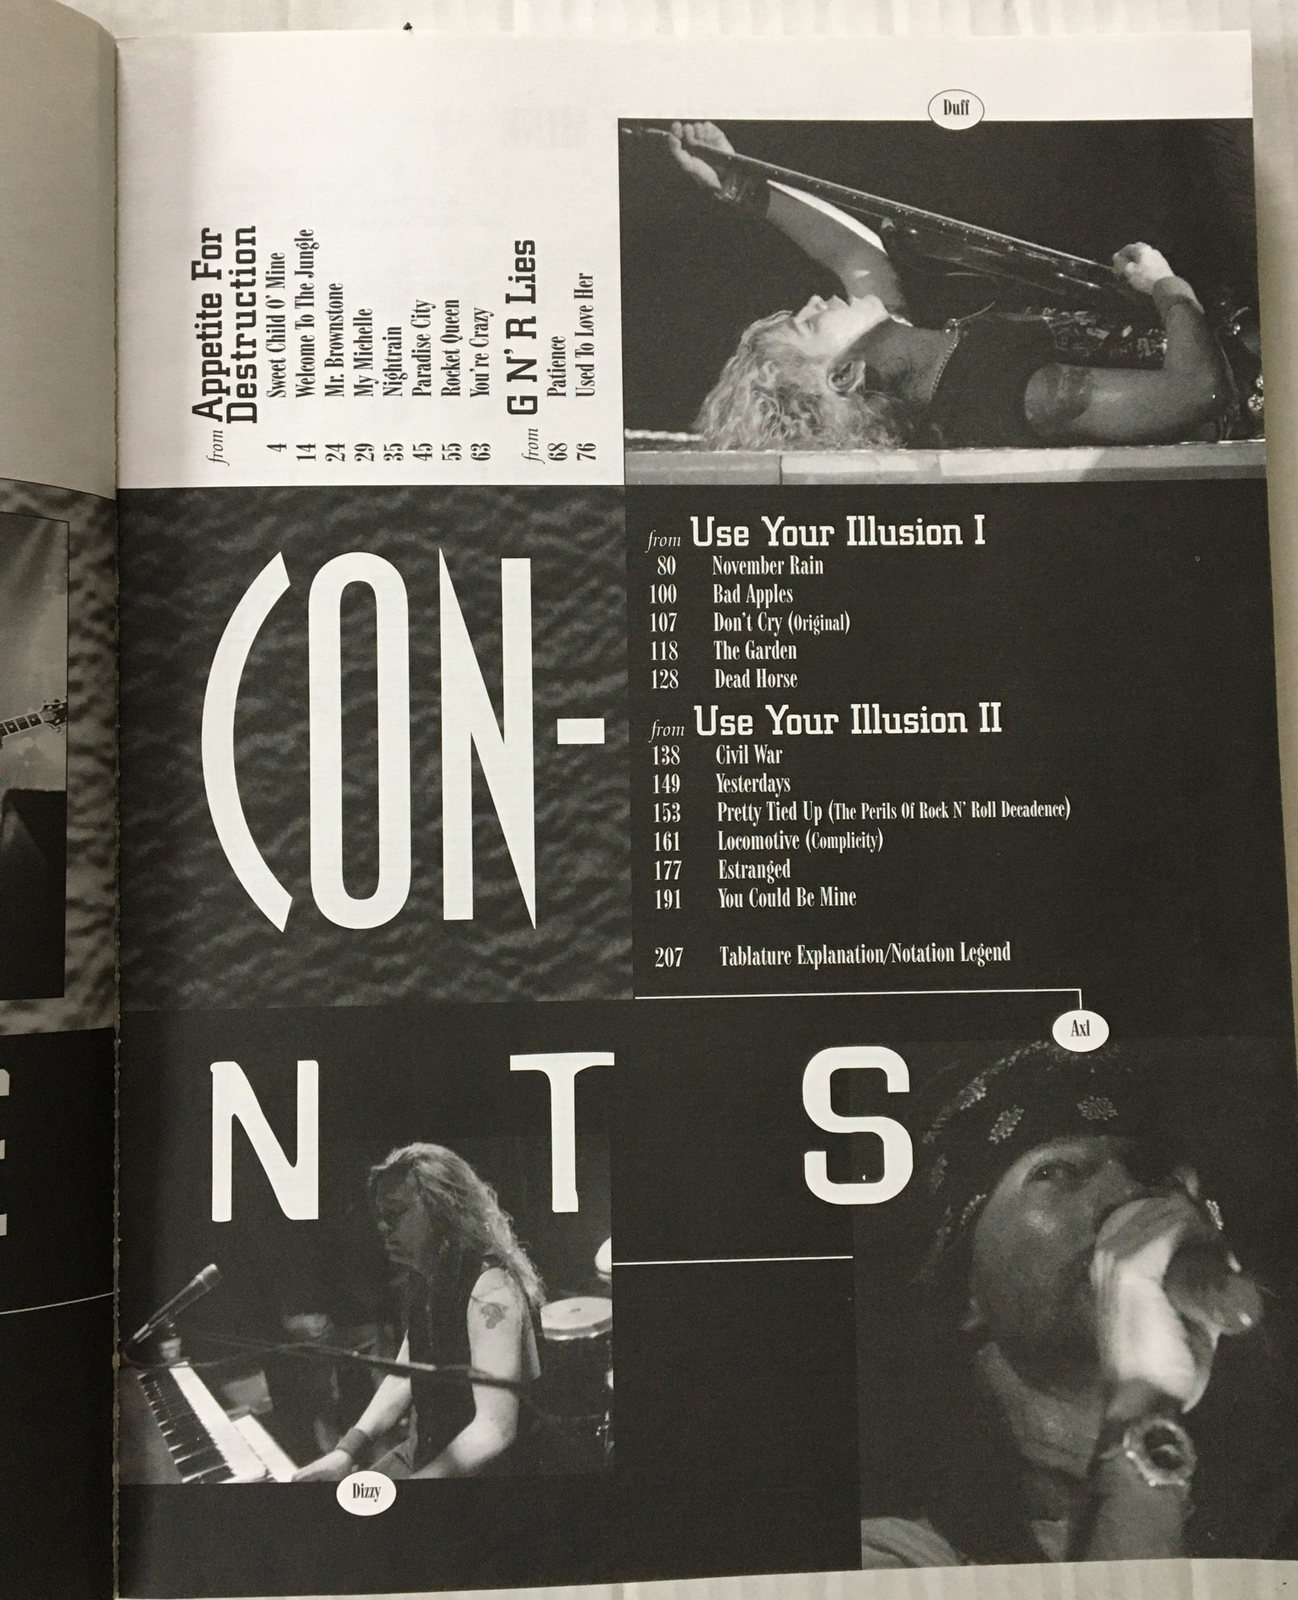 Duff
from Appetite For
Destruction
4 Sweet Child O' Mine
14 Welcome To The Jungle
24 Mr. Brownstone
29 My Michelle
35 Nightrain
45 Paradise City
55 Rocket Queen
63 You're Crazy
from G N' R Lies
68 Patience
76 Used To Love Her
CON-
from Use Your Illusion I
80 November Rain
100 Bad Apples
107 Don't Cry (Original)
118 The Garden
128 Dead Horse
from Use Your Illusion II
138 Civil War
149 Yesterdays
153 Pretty Tied Up (The Perils Of Rock N' Roll Decadence)
161 Locomotive (Complicity)
177 Estranged
191 You Could Be Mine
207 Tablature Explanation/Notation Legend
Axl
E N T S
Dizzy